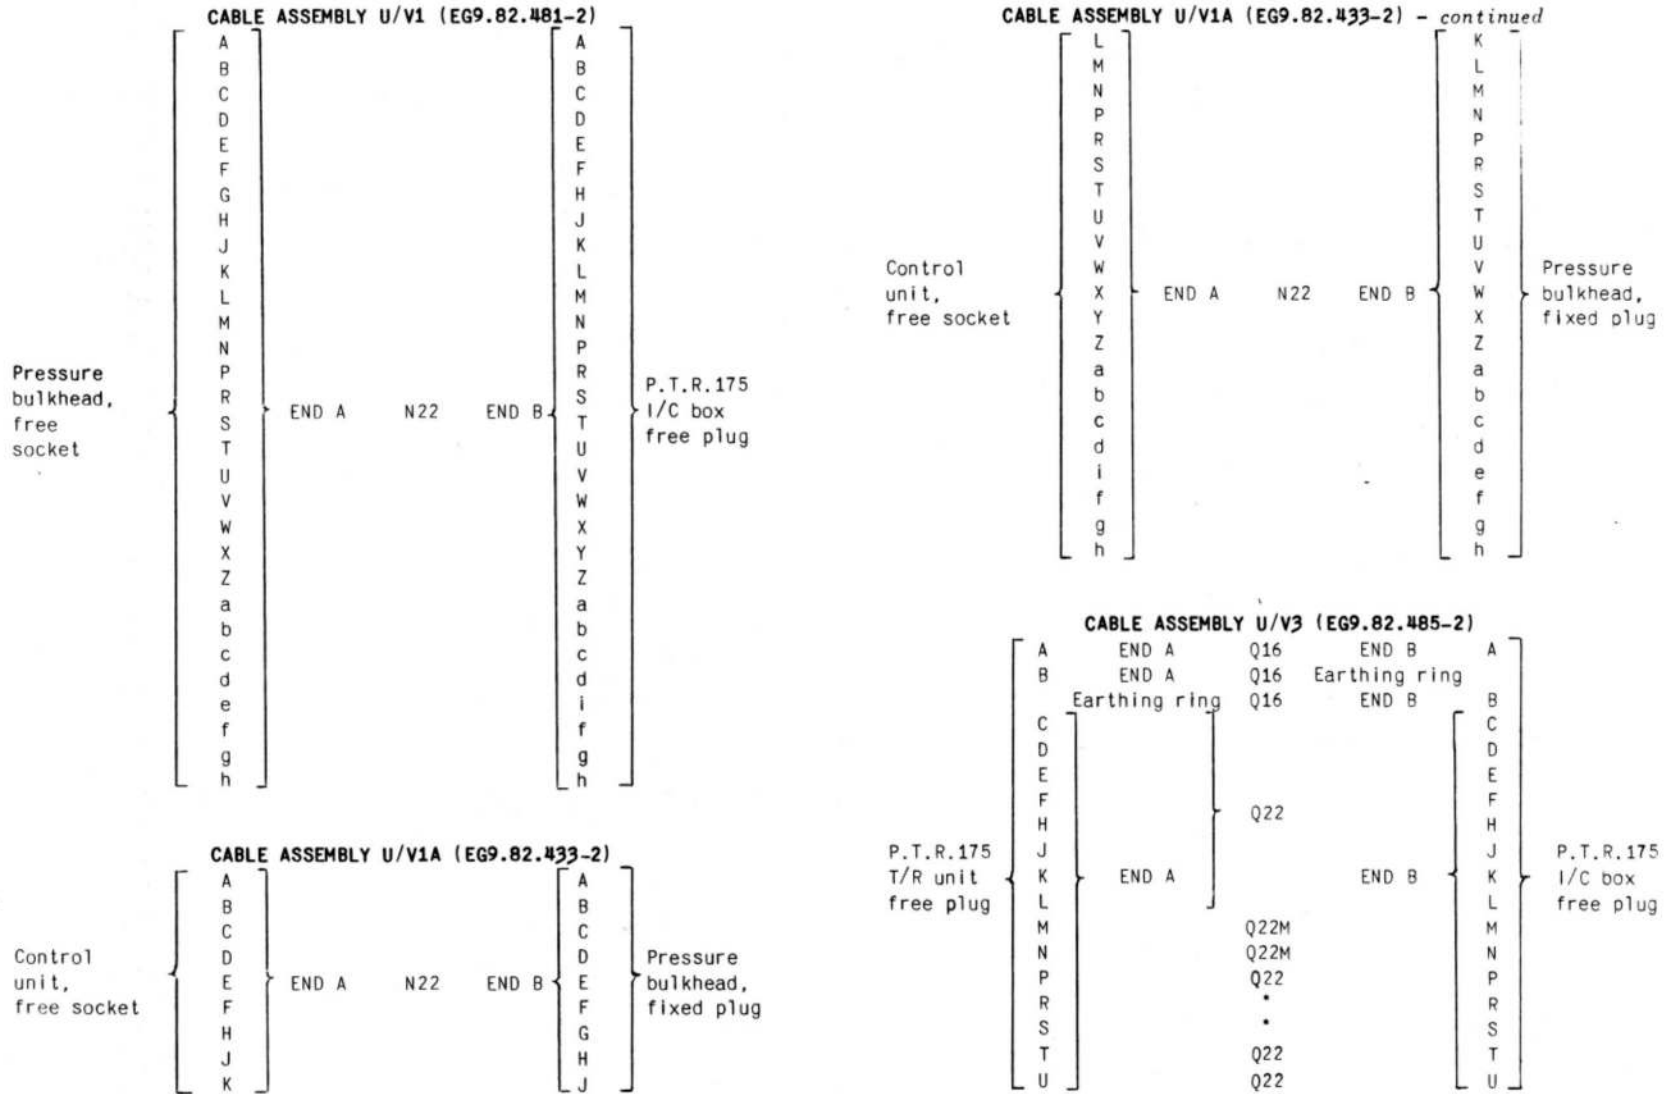 CABLE ASSEMBLY U/V1 (EG9.82.481-2)
A A
B B
C C
D D
E E
F F
G H
H J
J K
K L
L M
M N
N P
P R
R S
S END A N22 END B T
T U
U V
V W
W X
X Y
Z Z
a a
b b
c c
d d
e i
f f
g g
h h
Pressure
bulkhead,
free
socket
P.T.R.175
I/C box
free plug
CABLE ASSEMBLY U/V1A (EG9.82.433-2)
A A
B B
C C
D D
E END A N22 END B E
F F
H G
J H
K J
Control
unit,
free socket
Pressure
bulkhead,
fixed plug
CABLE ASSEMBLY U/V1A (EG9.82.433-2) - continued
L K
M L
N M
P N
R P
S R
T S
U T
V U
W V
X END A N22 END B W
Y X
Z Z
a a
b b
c c
d d
i e
f f
g g
h h
Control
unit,
free socket
Pressure
bulkhead,
fixed plug
CABLE ASSEMBLY U/V3 (EG9.82.485-2)
A END A Q16 END B A
B END A Q16 Earthing ring
Earthing ring Q16 END B B
C C
D D
E E
F F
Q22
H H
J J
K END A END B K
L L
M Q22M M
N Q22M N
P Q22 P
R * R
S * S
T Q22 T
U Q22 U
P.T.R.175
T/R unit
free plug
P.T.R.175
I/C box
free plug